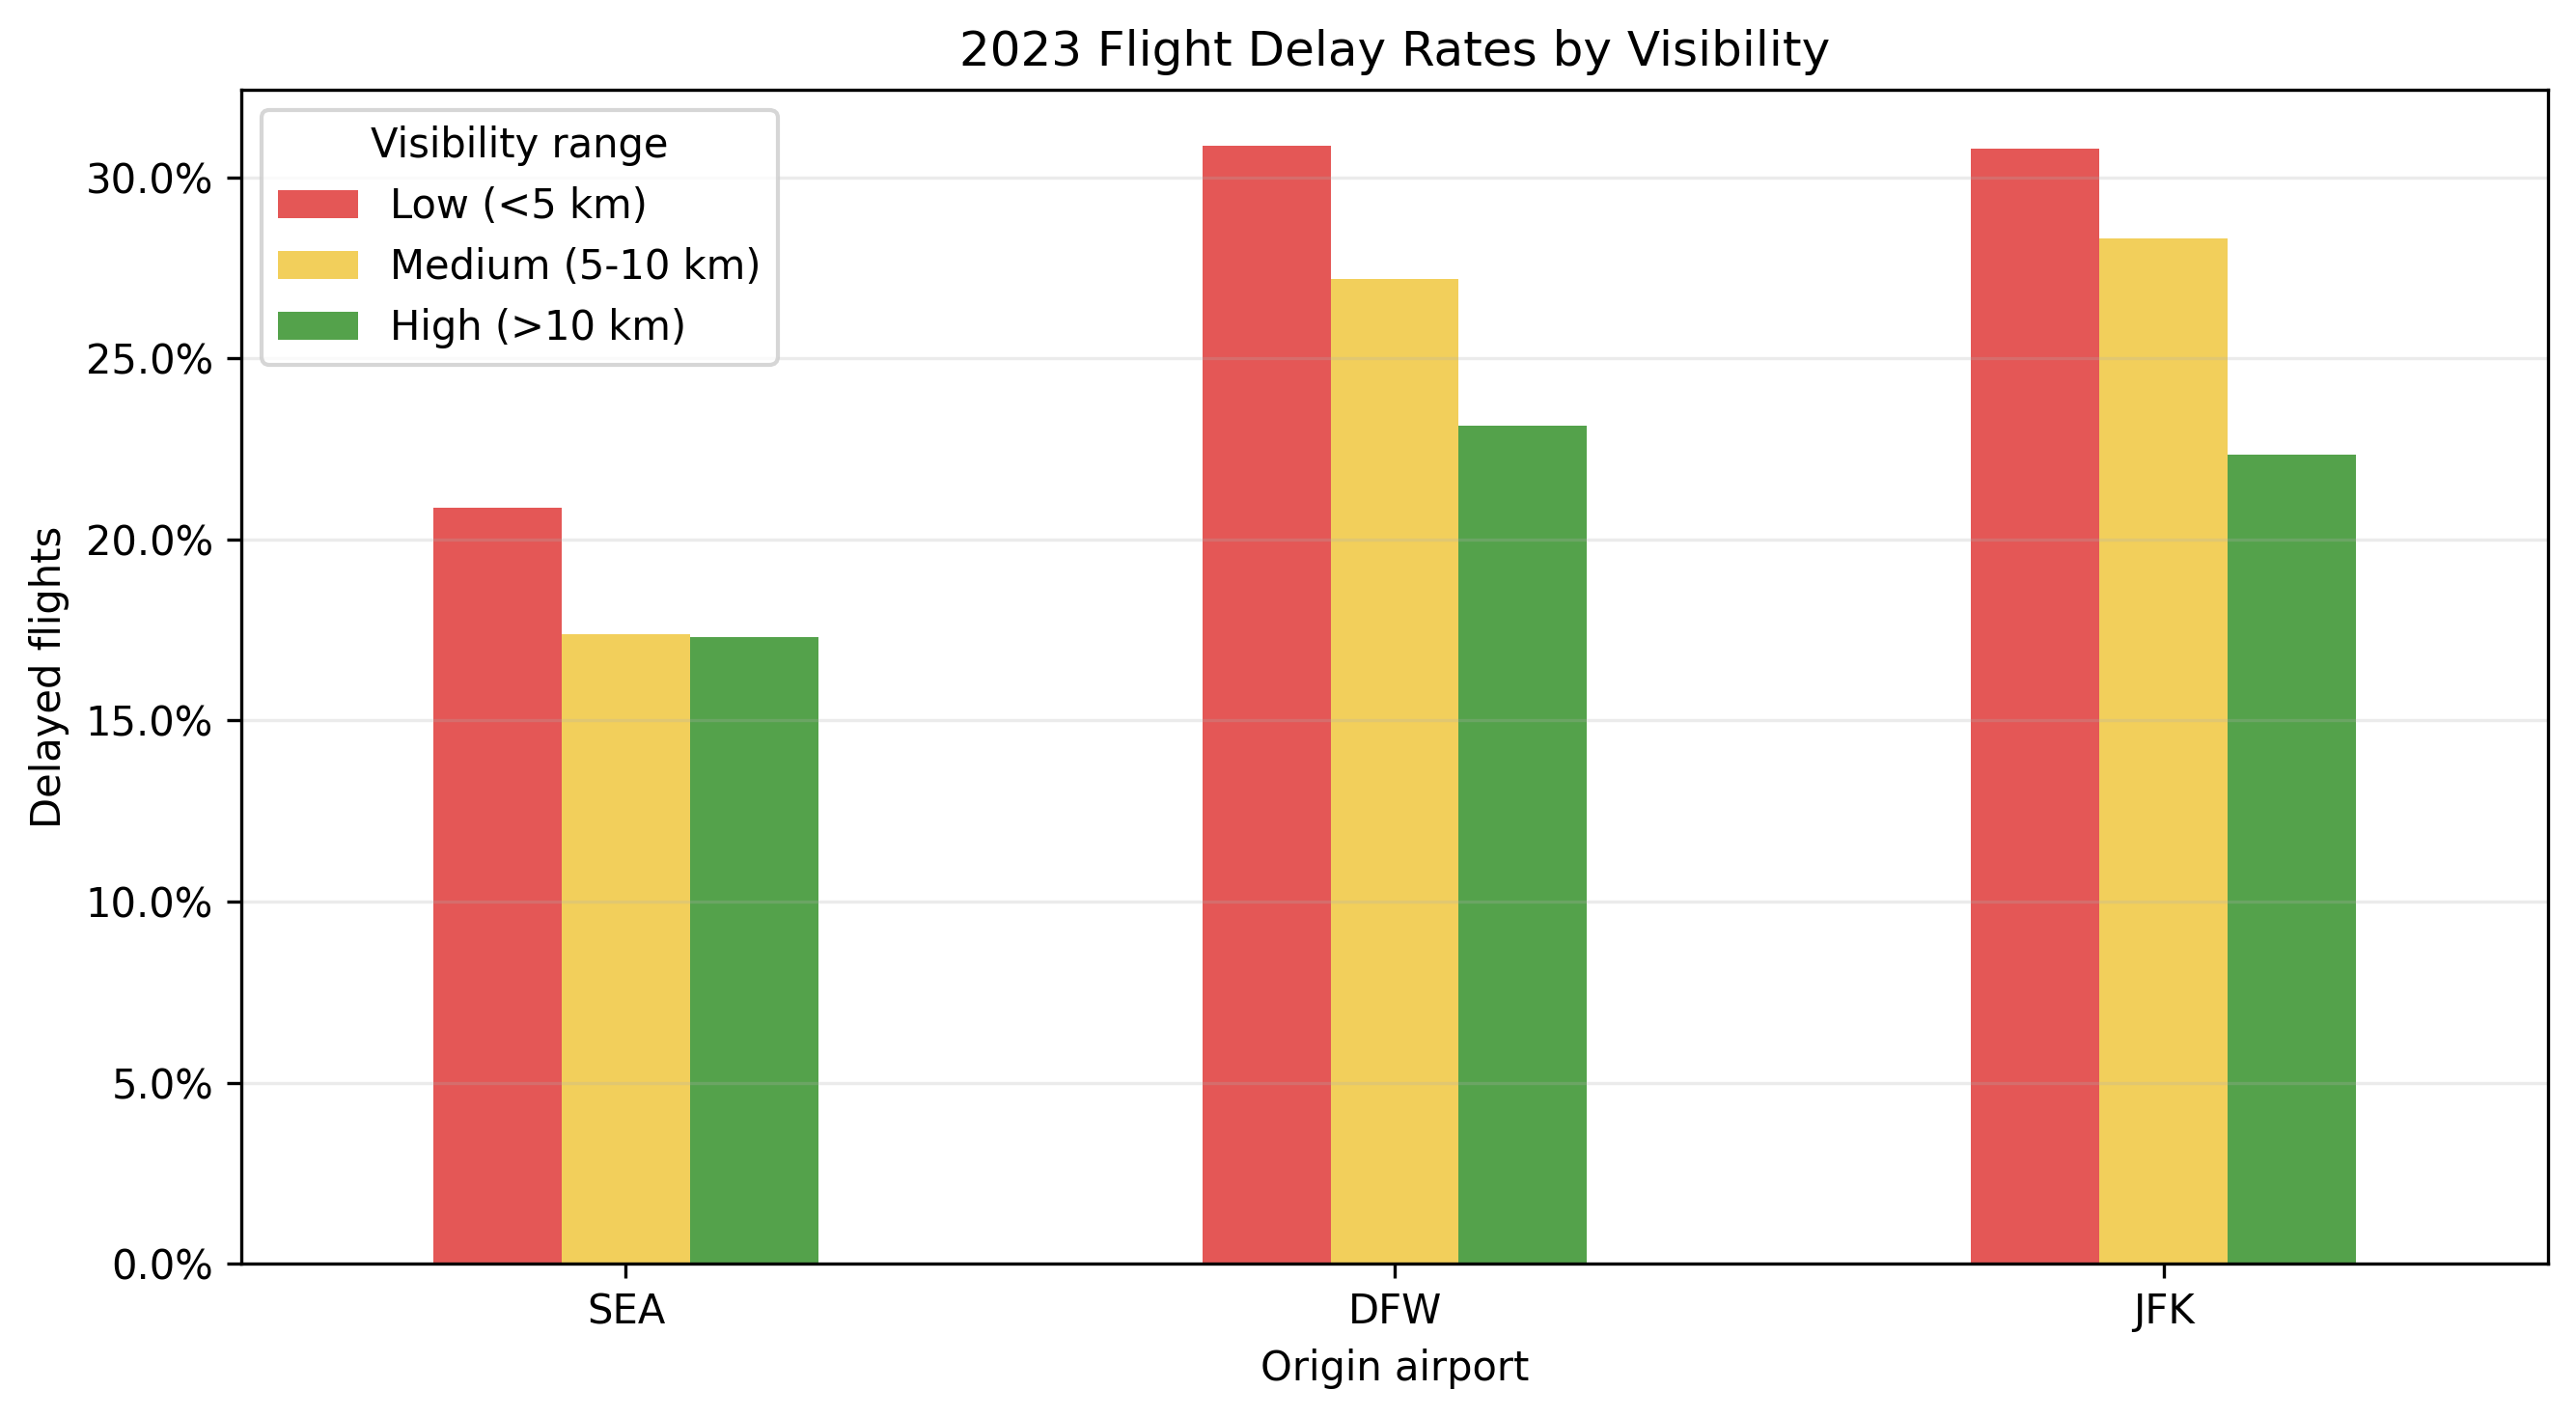 2023 Flight Delay Rates by Visibility
Visibility range
Low (<5 km)
Medium (5-10 km)
High (>10 km)
Delayed flights
30.0%
25.0%
20.0%
15.0%
10.0%
5.0%
0.0%
SEA
DFW
JFK
Origin airport